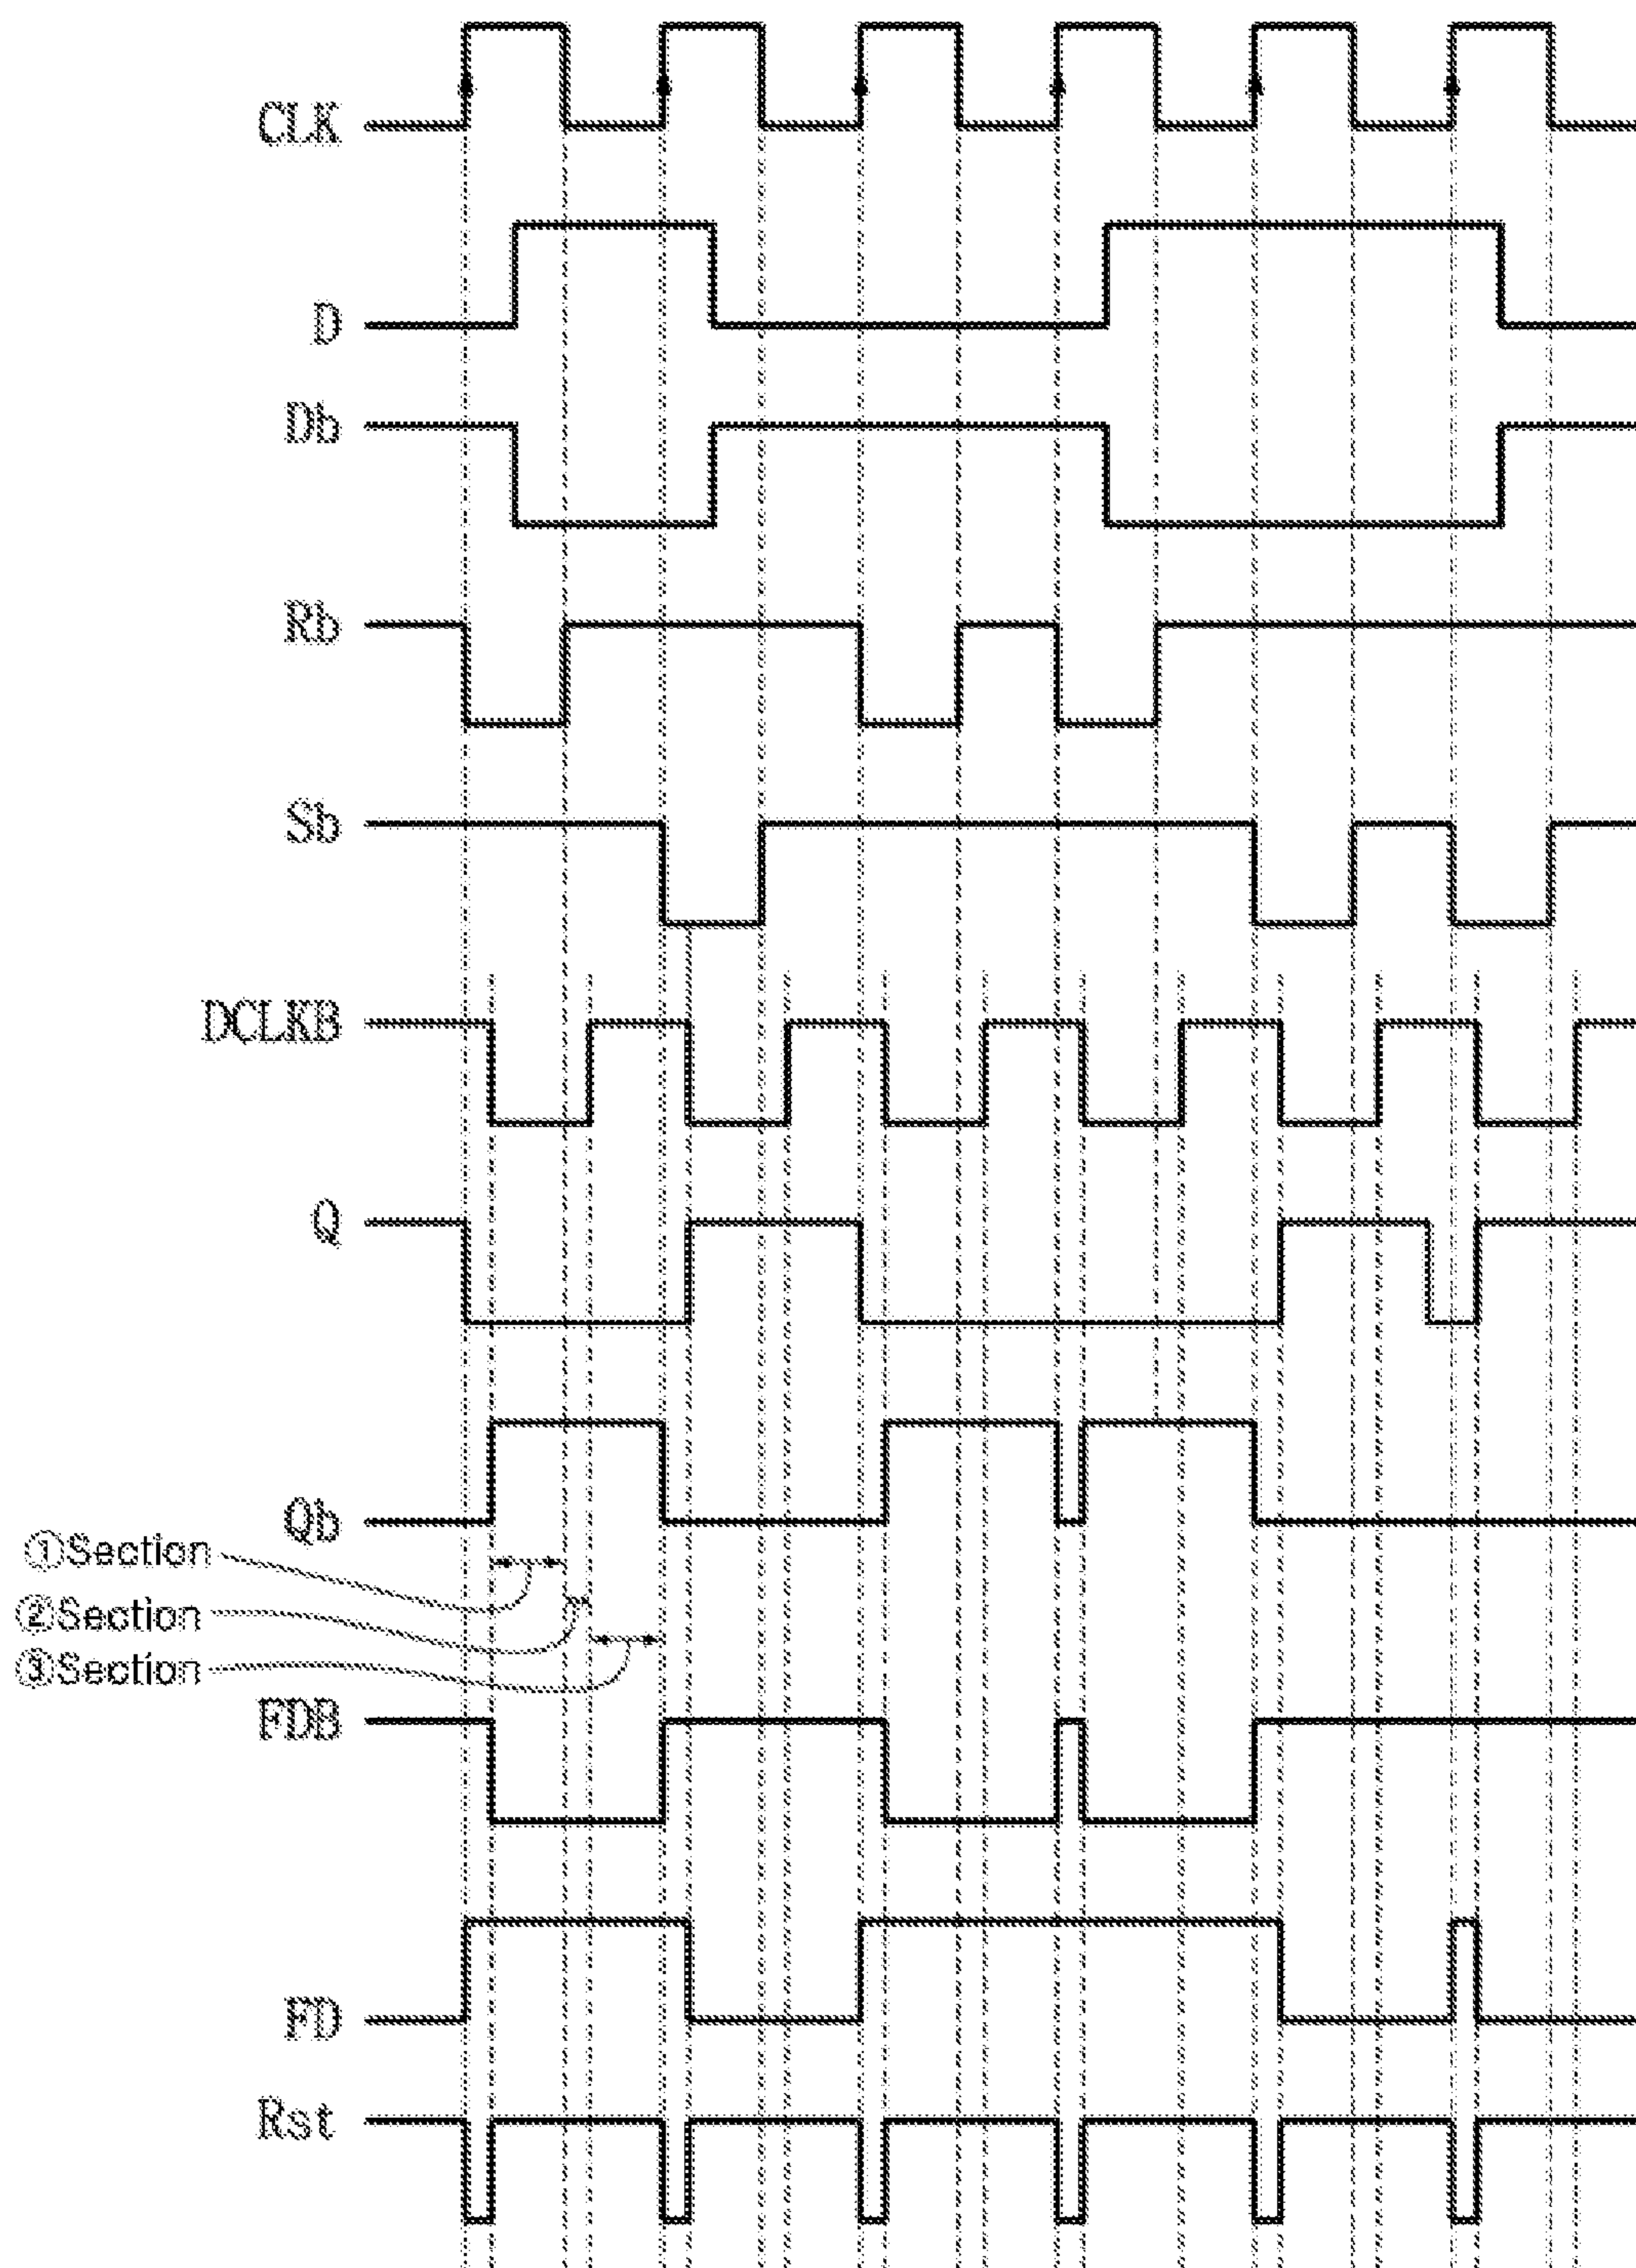 CLK
D
Db
Rb
Sb
DCLKB
Q
Qb
①Section
②Section
③Section
FDB
FD
Rst